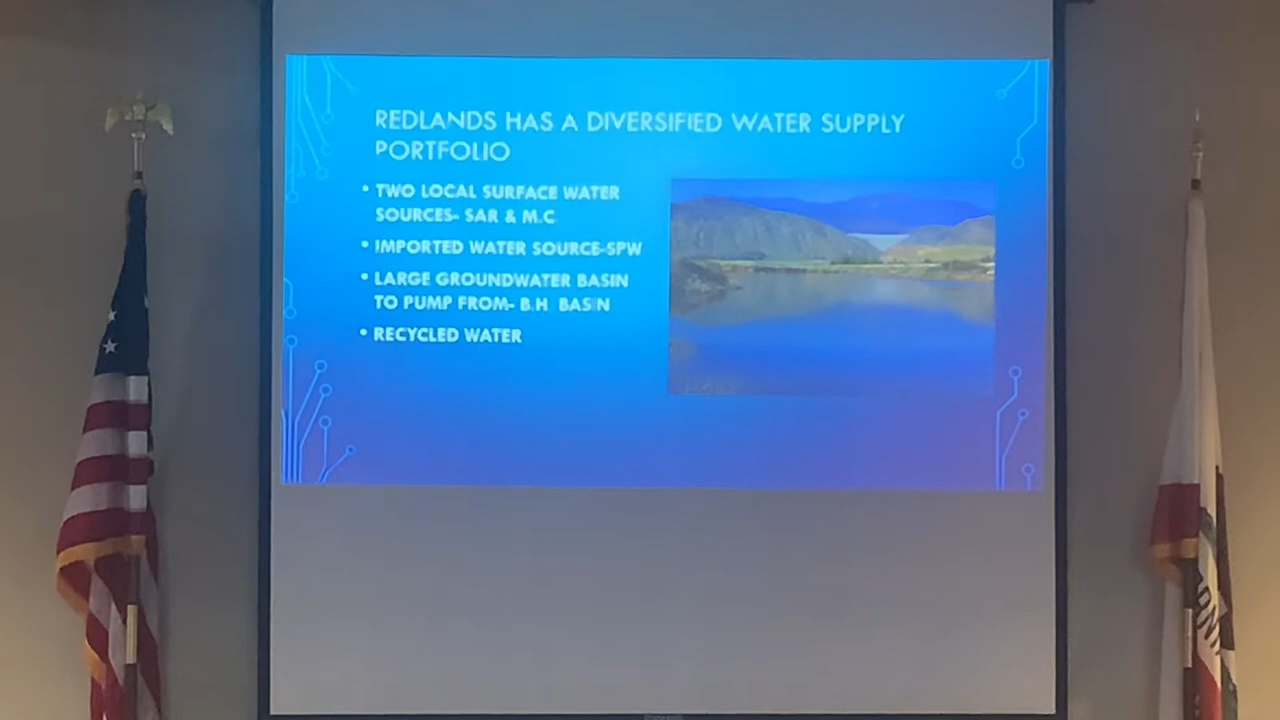 REDLANDS HAS A DIVERSIFIED WATER SUPPLY
PORTFOLIO
• TWO LOCAL SURFACE WATER
SOURCES- SAR & M.C.
• IMPORTED WATER SOURCE-SPW
• LARGE GROUNDWATER BASIN
TO PUMP FROM- B.H. BASIN
• RECYCLED WATER